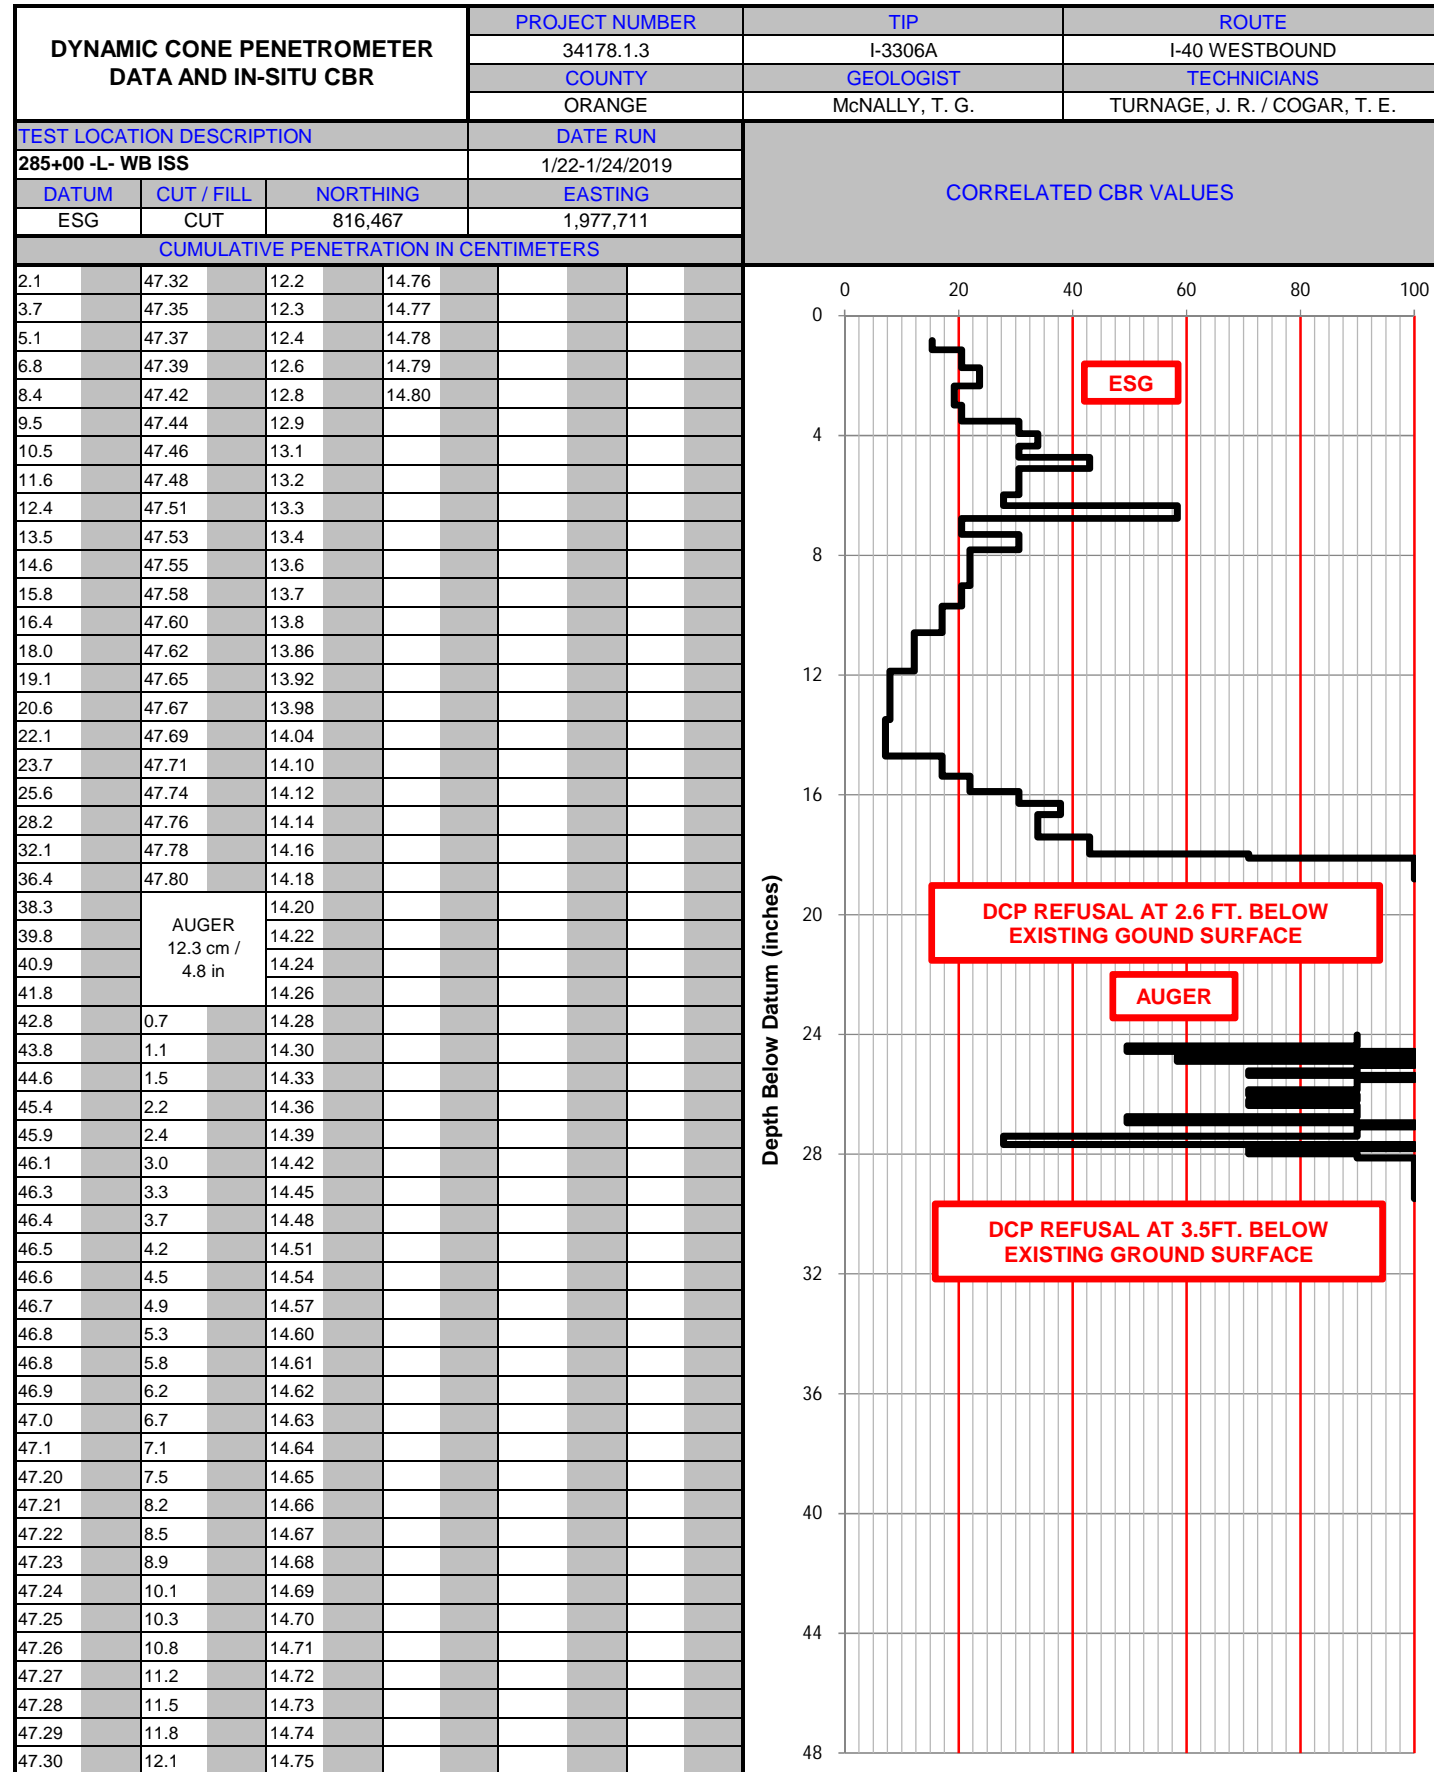 DYNAMIC CONE PENETROMETER
DATA AND IN-SITU CBR
PROJECT NUMBER TIP ROUTE
34178.1.3 I-3306A I-40 WESTBOUND
COUNTY GEOLOGIST TECHNICIANS
ORANGE McNALLY, T. G. TURNAGE, J. R. / COGAR, T. E.
TEST LOCATION DESCRIPTION DATE RUN
285+00 -L- WB ISS 1/22-1/24/2019
DATUM CUT / FILL NORTHING EASTING
ESG CUT 816,467 1,977,711
CUMULATIVE PENETRATION IN CENTIMETERS
2.1 47.32 12.2 14.76
3.7 47.35 12.3 14.77
5.1 47.37 12.4 14.78
6.8 47.39 12.6 14.79
8.4 47.42 12.8 14.80
9.5 47.44 12.9
10.5 47.46 13.1
11.6 47.48 13.2
12.4 47.51 13.3
13.5 47.53 13.4
14.6 47.55 13.6
15.8 47.58 13.7
16.4 47.60 13.8
18.0 47.62 13.86
19.1 47.65 13.92
20.6 47.67 13.98
22.1 47.69 14.04
23.7 47.71 14.10
25.6 47.74 14.12
28.2 47.76 14.14
32.1 47.78 14.16
36.4 47.80 14.18
38.3 14.20
39.8 AUGER 14.22
40.9 12.3 cm / 14.24
41.8 4.8 in 14.26
42.8 0.7 14.28
43.8 1.1 14.30
44.6 1.5 14.33
45.4 2.2 14.36
45.9 2.4 14.39
46.1 3.0 14.42
46.3 3.3 14.45
46.4 3.7 14.48
46.5 4.2 14.51
46.6 4.5 14.54
46.7 4.9 14.57
46.8 5.3 14.60
46.8 5.8 14.61
46.9 6.2 14.62
47.0 6.7 14.63
47.1 7.1 14.64
47.20 7.5 14.65
47.21 8.2 14.66
47.22 8.5 14.67
47.23 8.9 14.68
47.24 10.1 14.69
47.25 10.3 14.70
47.26 10.8 14.71
47.27 11.2 14.72
47.28 11.5 14.73
47.29 11.8 14.74
47.30 12.1 14.75
CORRELATED CBR VALUES
0 20 40 60 80 100
0
4
8
12
16
20
24
28
32
36
40
44
48
Depth Below Datum (inches)
ESG
DCP REFUSAL AT 2.6 FT. BELOW
EXISTING GOUND SURFACE
AUGER
DCP REFUSAL AT 3.5FT. BELOW
EXISTING GROUND SURFACE